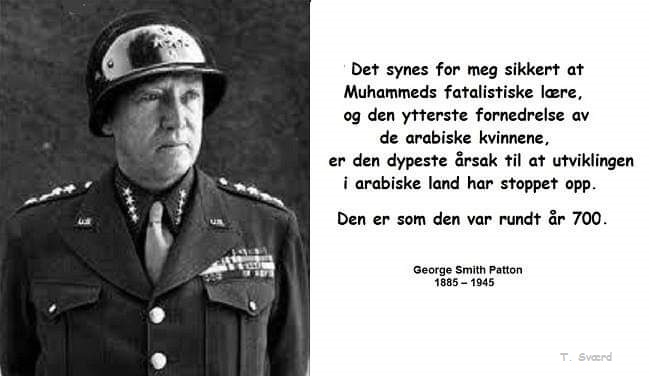 Det synes for meg sikkert at
Muhammeds fatalistiske lære,
og den ytterste fornedrelse av
de arabiske kvinnene,
er den dypeste årsak til at utviklingen
i arabiske land har stoppet opp.
Den er som den var rundt år 700.
George Smith Patton
1885 – 1945
T. Sværd
U.S.
U.S.